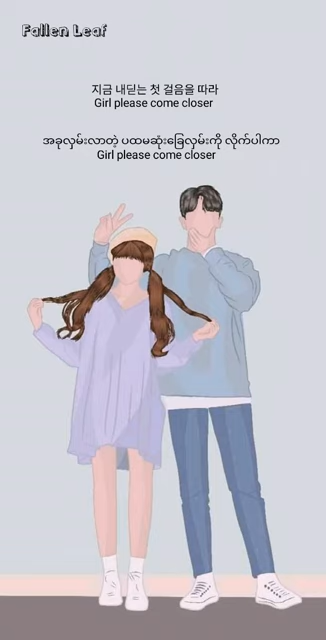 Fallen Leaf
지금 내딛는 첫 걸음을 따라
Girl please come closer
အခုလှမ်းလာတဲ့ ပထမဆုံးခြေလှမ်းကို လိုက်ပါကာ
Girl please come closer